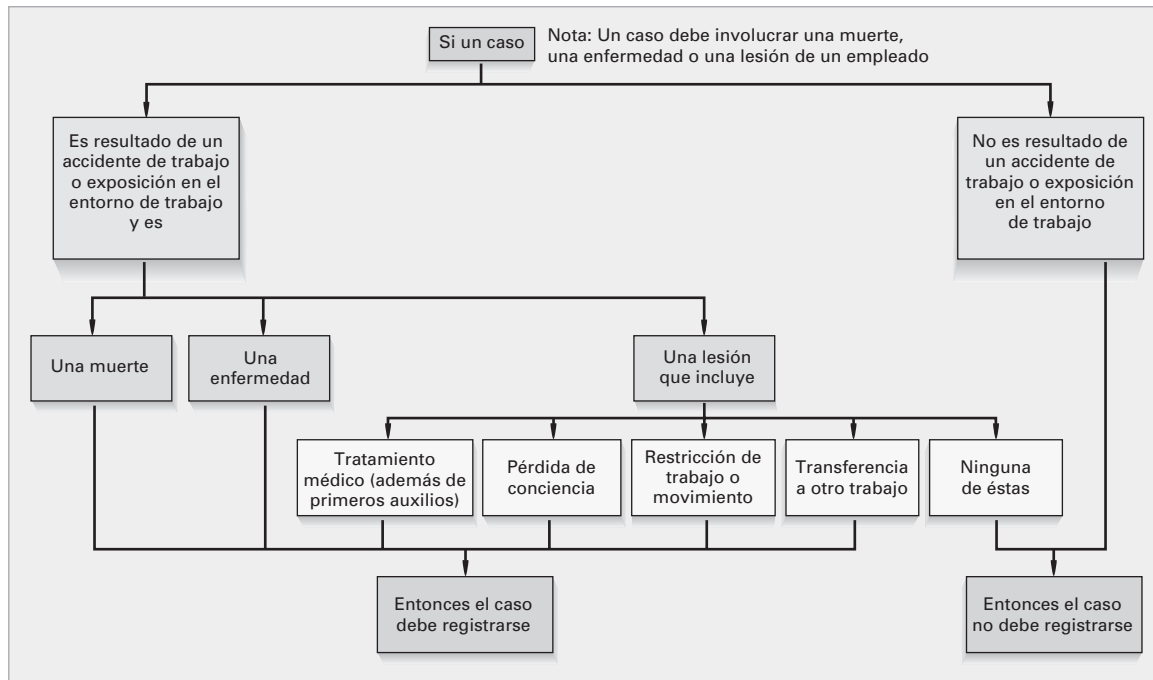 Si un caso
Nota: Un caso debe involucrar una muerte,
una enfermedad o una lesión de un empleado
Es resultado de un
accidente de trabajo
o exposición en el
entorno de trabajo
y es
No es resultado de
un accidente de
trabajo o exposición
en el entorno
de trabajo
Una muerte
Una
enfermedad
Una lesión
que incluye
Tratamiento
médico (además de
primeros auxilios)
Pérdida de
conciencia
Restricción de
trabajo o
movimiento
Transferencia
a otro trabajo
Ninguna
de éstas
Entonces el caso
debe registrarse
Entonces el caso
no debe registrarse